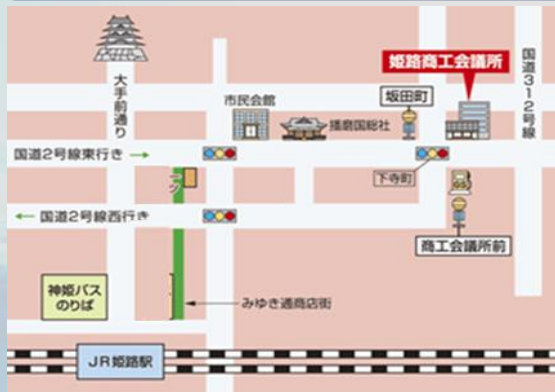 姫路商工会議所
国道312号線
大手前通り
市民会館
坂田町
播磨国総社
国道2号線東行き
下寺町
国道2号線西行き
商工会議所前
神姫バス
のりば
みゆき通商店街
JR姫路駅